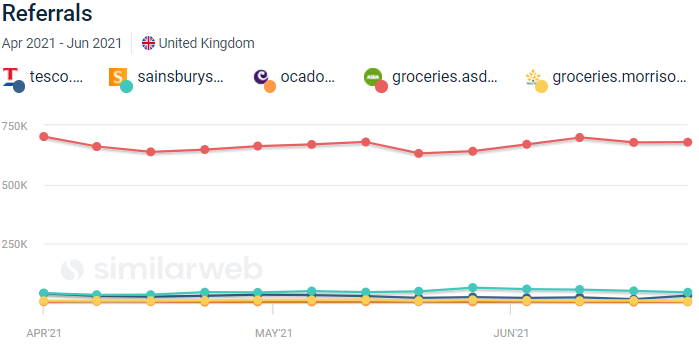 Referrals
Apr 2021 - Jun 2021 United Kingdom
tesco.... sainsburys... ocado... groceries.asd... groceries.morriso...
750K
500K
250K
similarweb
APR'21 MAY'21 JUN'21